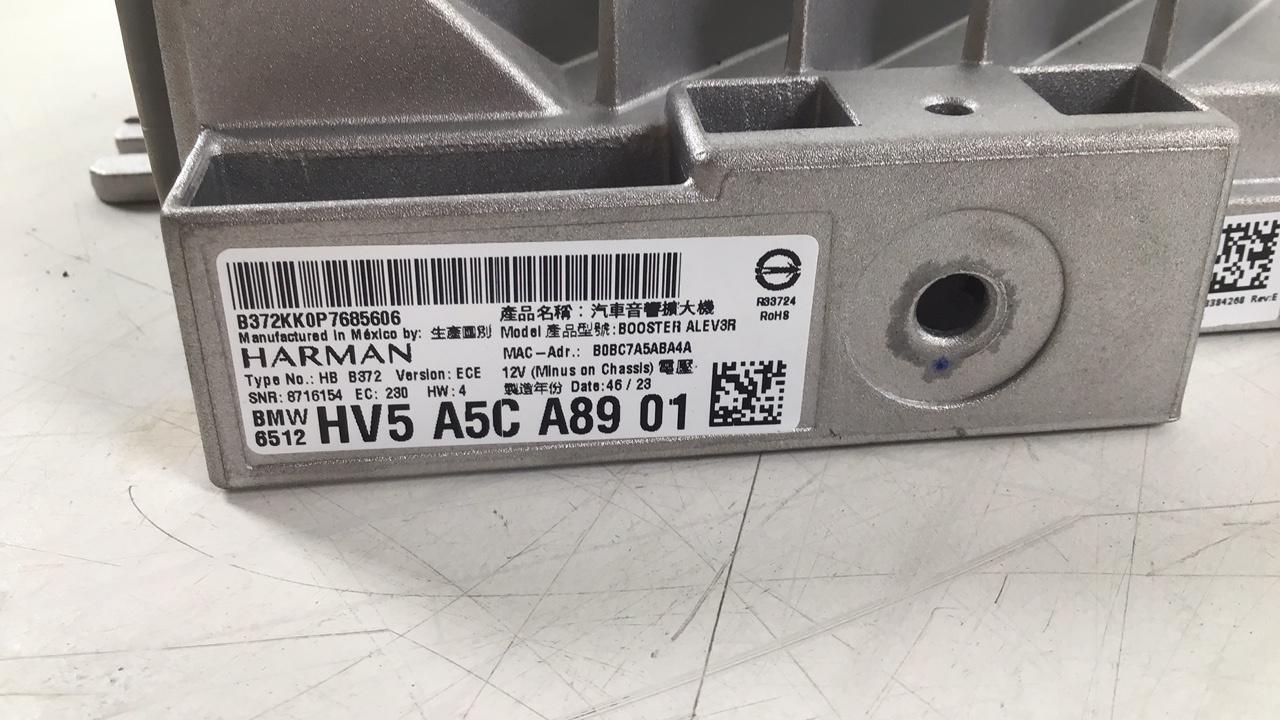 B372KK0P7685606
Manufactured in México by: 生產國別
HARMAN
Type No.: HB B372 Version: ECE
SNR: 8716154 EC: 230 HW: 4
產品名稱：汽車音響擴大機
Model 產品型號: BOOSTER ALEV3R
MAC-Adr.: B0BC7A5ABA4A
12V (Minus on Chassis) 電壓
製造年份 Date: 46 / 23
BMW
6512 HV5 A5C A89 01
R33724
RoHS
Rev:E